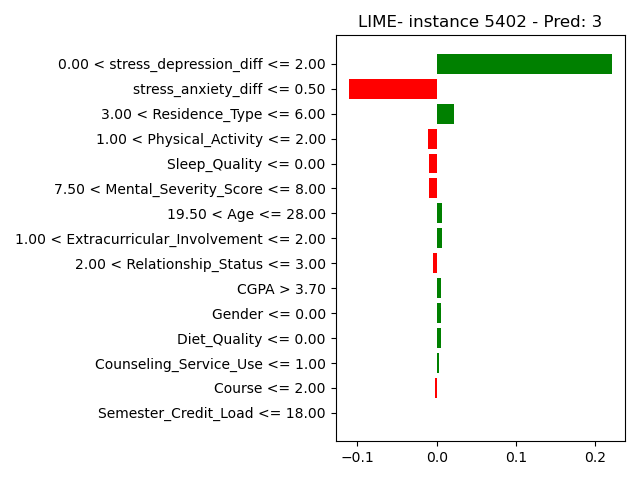 LIME- instance 5402 - Pred: 3
0.00 < stress_depression_diff <= 2.00
stress_anxiety_diff <= 0.50
3.00 < Residence_Type <= 6.00
1.00 < Physical_Activity <= 2.00
Sleep_Quality <= 0.00
7.50 < Mental_Severity_Score <= 8.00
19.50 < Age <= 28.00
1.00 < Extracurricular_Involvement <= 2.00
2.00 < Relationship_Status <= 3.00
CGPA > 3.70
Gender <= 0.00
Diet_Quality <= 0.00
Counseling_Service_Use <= 1.00
Course <= 2.00
Semester_Credit_Load <= 18.00
−0.1 0.0 0.1 0.2